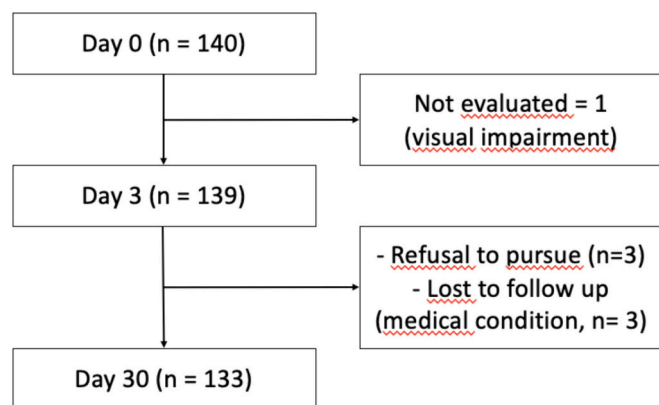 Day 0 (n = 140)
Not evaluated = 1
(visual impairment)
Day 3 (n = 139)
- Refusal to pursue (n=3)
- Lost to follow up
(medical condition, n= 3)
Day 30 (n = 133)